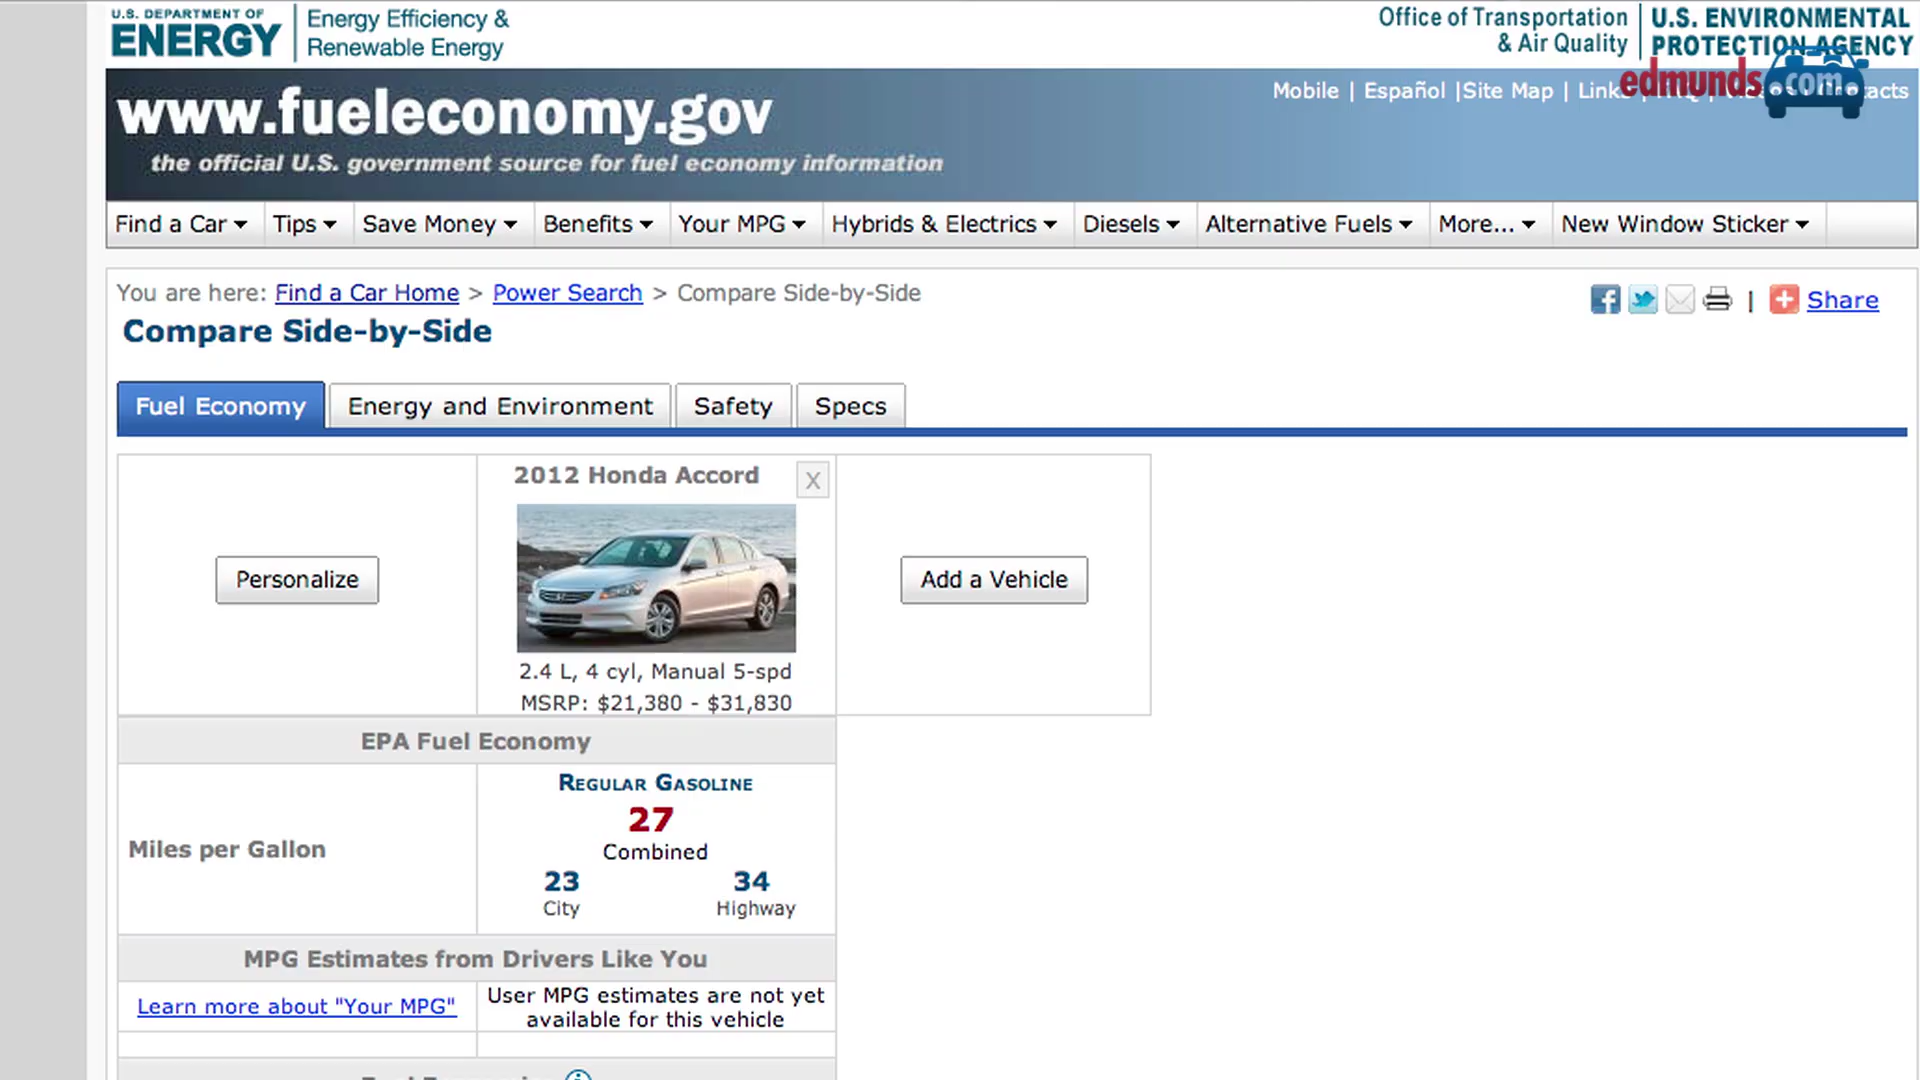 U.S. DEPARTMENT OF
ENERGY
Energy Efficiency &
Renewable Energy
Office of Transportation
& Air Quality
U.S. ENVIRONMENTAL
PROTECTION AGENCY
edmunds.com
www.fueleconomy.gov
the official U.S. government source for fuel economy information
Mobile | Español |Site Map |
Find a Car Tips Save Money Benefits Your MPG Hybrids & Electrics Diesels Alternative Fuels More... New Window Sticker
You are here: Find a Car Home > Power Search > Compare Side-by-Side
| Share
Compare Side-by-Side
Fuel Economy Energy and Environment Safety Specs
2012 Honda Accord X
Personalize
Add a Vehicle
2.4 L, 4 cyl, Manual 5-spd
MSRP: $21,380 - $31,830
EPA Fuel Economy
Miles per Gallon
REGULAR GASOLINE
27
Combined
23 34
City Highway
MPG Estimates from Drivers Like You
Learn more about "Your MPG"
User MPG estimates are not yet
available for this vehicle